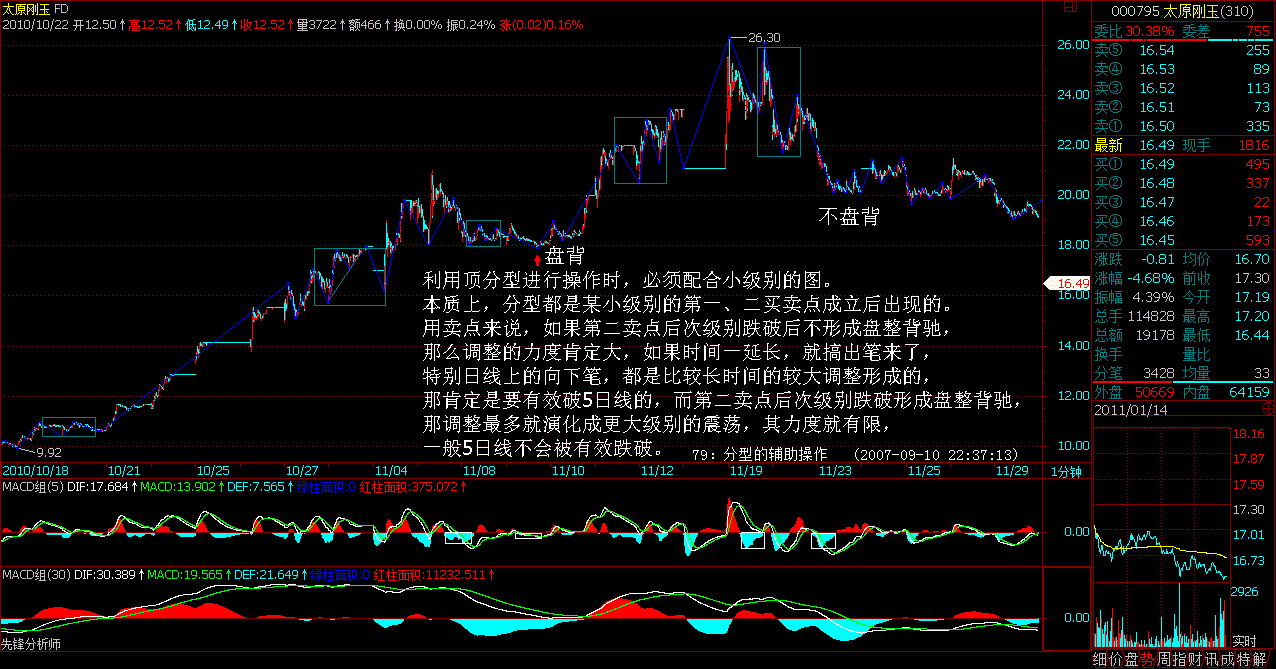 太原刚玉 FD
2010/10/22 开12.50↑高12.52↑低12.49↑收12.52↑量3722↑额466↑换0.00% 振0.24% 涨(0.02)0.16%
26.30
26.00
24.00
22.00
20.00
18.00
16.49
16.00
14.00
12.00
10.00
9.92
不盘背
盘背
利用顶分型进行操作时，必须配合小级别的图。
本质上，分型都是某小级别的第一、二买卖点成立后出现的。
用卖点来说，如果第二卖点后次级别跌破后不形成盘整背驰，
那么调整的力度肯定大，如果时间一延长，就搞出笔来了，
特别日线上的向下笔，都是比较长时间的较大调整形成的，
那肯定是要有效破5日线的，而第二卖点后次级别跌破形成盘整背驰，
那调整最多就演化成更大级别的震荡，其力度就有限，
一般5日线不会被有效跌破。
79：分型的辅助操作 (2007-09-10 22:37:13)
2010/10/18 10/21 10/25 10/27 11/04 11/08 11/10 11/12 11/19 11/23 11/25 11/29 1分钟
MACD组(5) DIF:17.684↑MACD:13.902↑DEF:7.565↑绿柱面积:0 红柱面积:375.072↑
0.00
MACD组(30) DIF:30.389↑MACD:19.565↑DEF:21.649↑绿柱面积:0 红柱面积:11232.511↑
0.00
先锋分析师
000795 太原刚玉(310)
委比 30.38% 委差 755
卖⑤ 16.54 255
卖④ 16.53 89
卖③ 16.52 113
卖② 16.51 73
卖① 16.50 335
最新 16.49 现手 1816
买① 16.49 495
买② 16.48 337
买③ 16.47 22
买④ 16.46 173
买⑤ 16.45 593
涨跌 -0.81 均价 16.70
涨幅 -4.68% 前收 17.30
振幅 4.39% 今开 17.19
总手 114828 最高 17.20
总额 19178 最低 16.44
换手 量比
分笔 3428 均量 33
外盘 50669 内盘 64159
2011/01/14
18.16
17.87
17.59
17.30
17.01
16.73
2926
实时
细价盘势周指财讯成特解